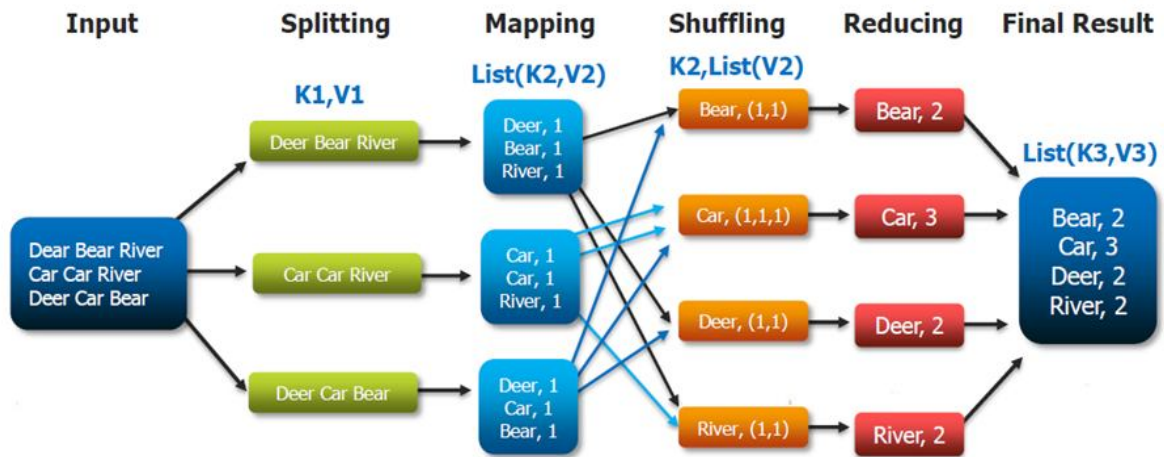 Input
Splitting
Mapping
Shuffling
Reducing
Final Result
K1,V1
List(K2,V2)
K2,List(V2)
List(K3,V3)
Dear Bear River
Car Car River
Deer Car Bear
Deer Bear River
Car Car River
Deer Car Bear
Deer, 1
Bear, 1
River, 1
Car, 1
Car, 1
River, 1
Deer, 1
Car, 1
Bear, 1
Bear, (1,1)
Car, (1,1,1)
Deer, (1,1)
River, (1,1)
Bear, 2
Car, 3
Deer, 2
River, 2
Bear, 2
Car, 3
Deer, 2
River, 2